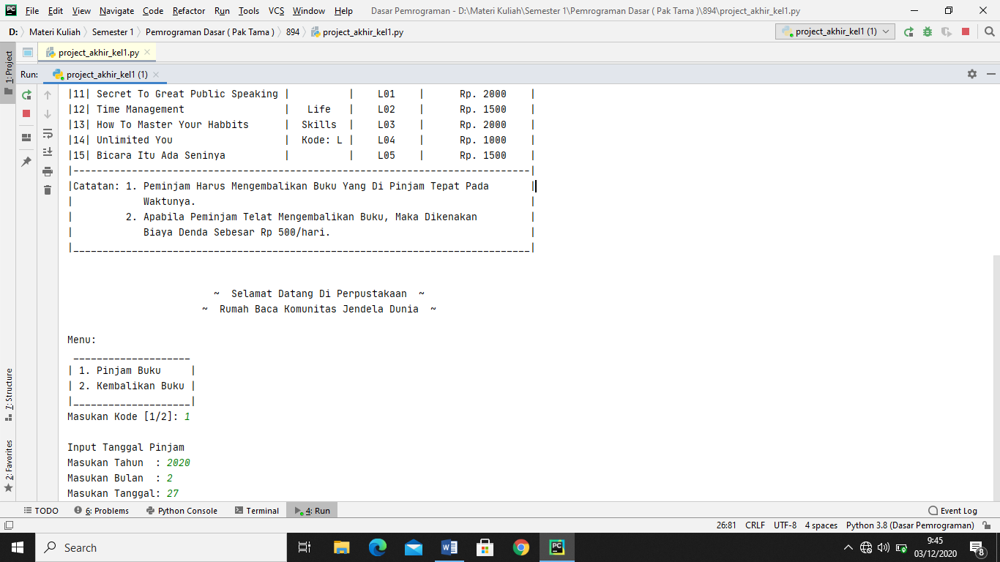 File Edit View Navigate Code Refactor Run Tools VCS Window Help Dasar Pemrograman - D:\Materi Kuliah\Semester 1\Pemrograman Dasar ( Pak Tama )\894\project_akhir_kel1.py
D: Materi Kuliah Semester 1 Pemrograman Dasar ( Pak Tama ) 894 project_akhir_kel1.py project_akhir_kel1 (1)
project_akhir_kel1.py
1: Project
Run: project_akhir_kel1 (1)
|11| Secret To Great Public Speaking | | L01 | Rp. 2000 |
|12| Time Management | Life | L02 | Rp. 1500 |
|13| How To Master Your Habbits | Skills | L03 | Rp. 2000 |
|14| Unlimited You | Kode: L | L04 | Rp. 1000 |
|15| Bicara Itu Ada Seninya | | L05 | Rp. 1500 |
|------------------------------------------------------------------------------|
|Catatan: 1. Peminjam Harus Mengembalikan Buku Yang Di Pinjam Tepat Pada |
| Waktunya. |
| 2. Apabila Peminjam Telat Mengembalikan Buku, Maka Dikenakan |
| Biaya Denda Sebesar Rp 500/hari. |
|______________________________________________________________________________|
~ Selamat Datang Di Perpustakaan ~
~ Rumah Baca Komunitas Jendela Dunia ~
Menu:
____________________
| 1. Pinjam Buku |
| 2. Kembalikan Buku |
|____________________|
Masukan Kode [1/2]: 1
Input Tanggal Pinjam
Masukan Tahun : 2020
Masukan Bulan : 2
Masukan Tanggal: 27
7: Structure
2: Favorites
TODO 6: Problems Python Console Terminal 4: Run Event Log
26:81 CRLF UTF-8 4 spaces Python 3.8 (Dasar Pemrograman)
Search
9:45
03/12/2020
8